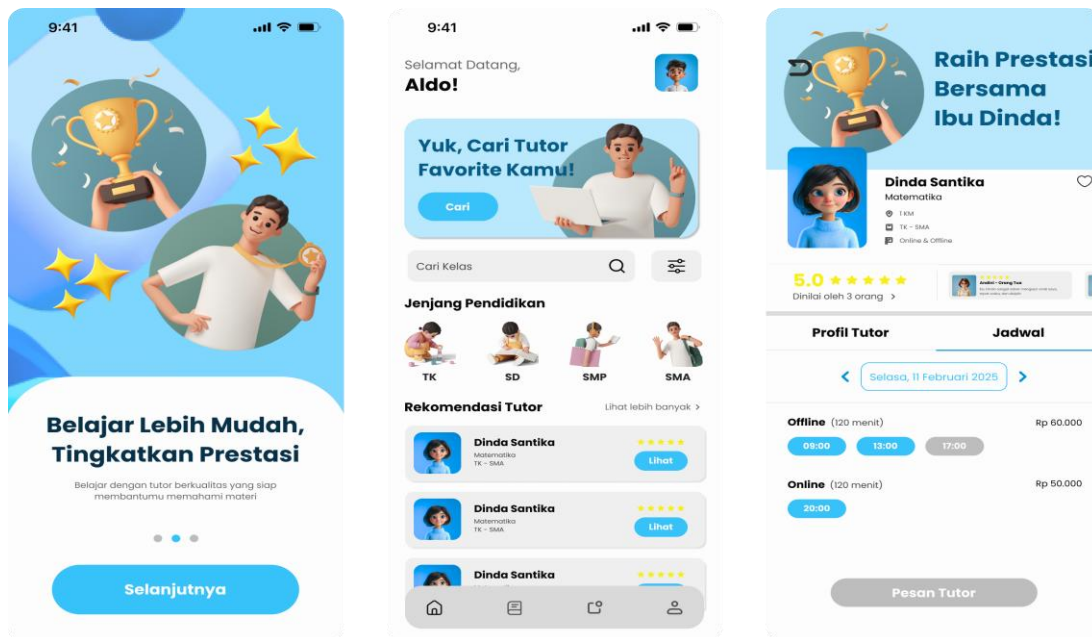 9:41
Belajar Lebih Mudah,
Tingkatkan Prestasi
Belajar dengan tutor berkualitas yang siap
membantumu memahami materi
Selanjutnya
9:41
Selamat Datang,
Aldo!
Yuk, Cari Tutor
Favorite Kamu!
Cari
Cari Kelas
Jenjang Pendidikan
TK SD SMP SMA
Rekomendasi Tutor Lihat lebih banyak >
Dinda Santika
Matematika
TK - SMA
Lihat
Dinda Santika
Matematika
TK - SMA
Lihat
Dinda Santika
Raih Prestasi
Bersama
Ibu Dinda!
Dinda Santika
Matematika
1 KM
TK - SMA
Online & Offline
5.0
Dinilai oleh 3 orang >
Andini - Orang Tua
Profil Tutor Jadwal
Selasa, 11 Februari 2025
Offline (120 menit) Rp 60.000
09:00 13:00 17:00
Online (120 menit) Rp 50.000
20:00
Pesan Tutor